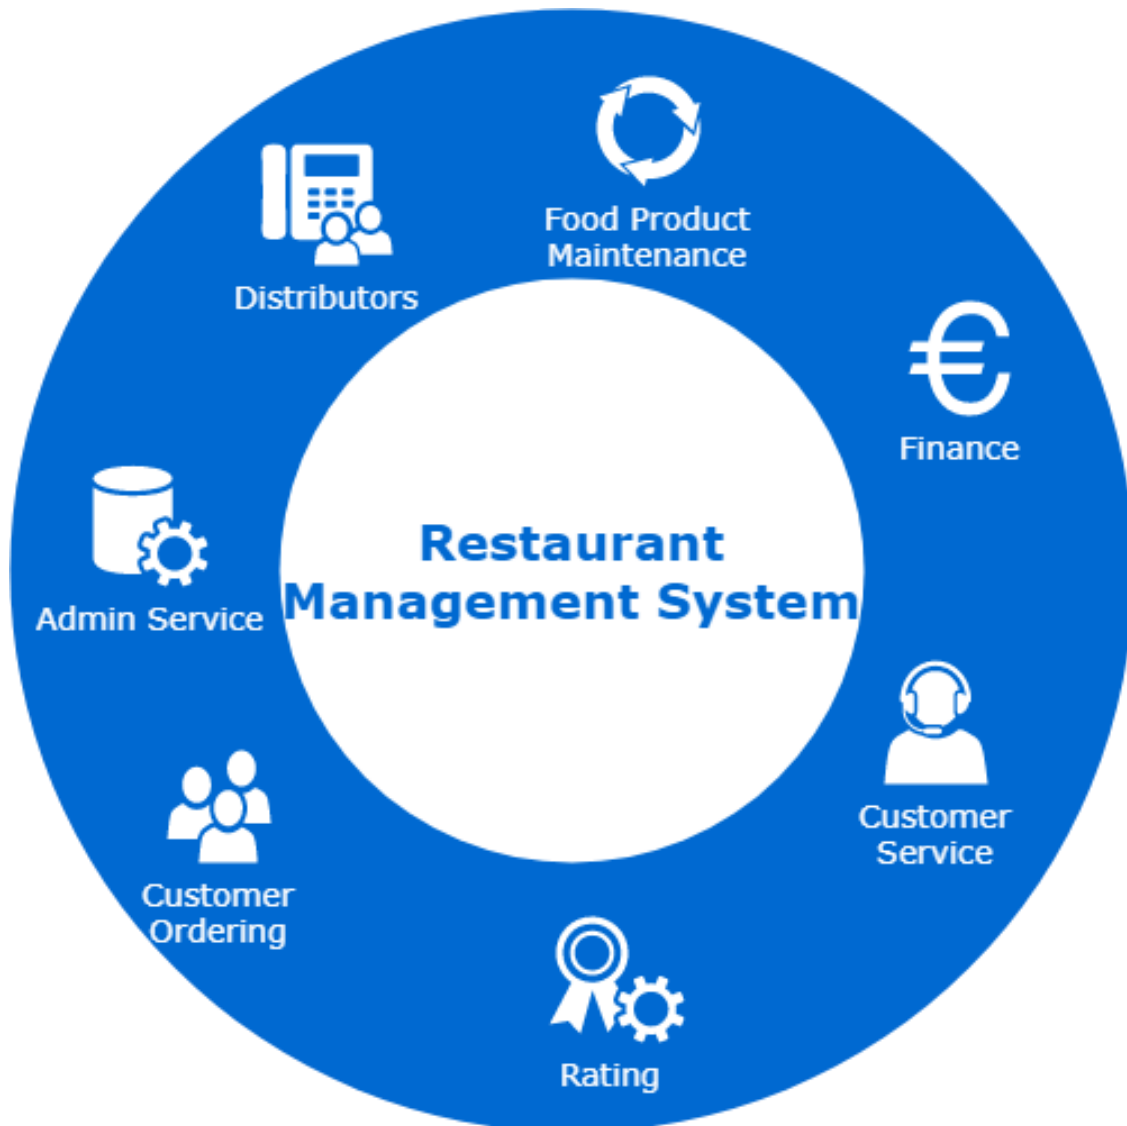 Food Product
Maintenance
Distributors
€
Finance
Restaurant
Management System
Admin Service
Customer
Service
Customer
Ordering
Rating